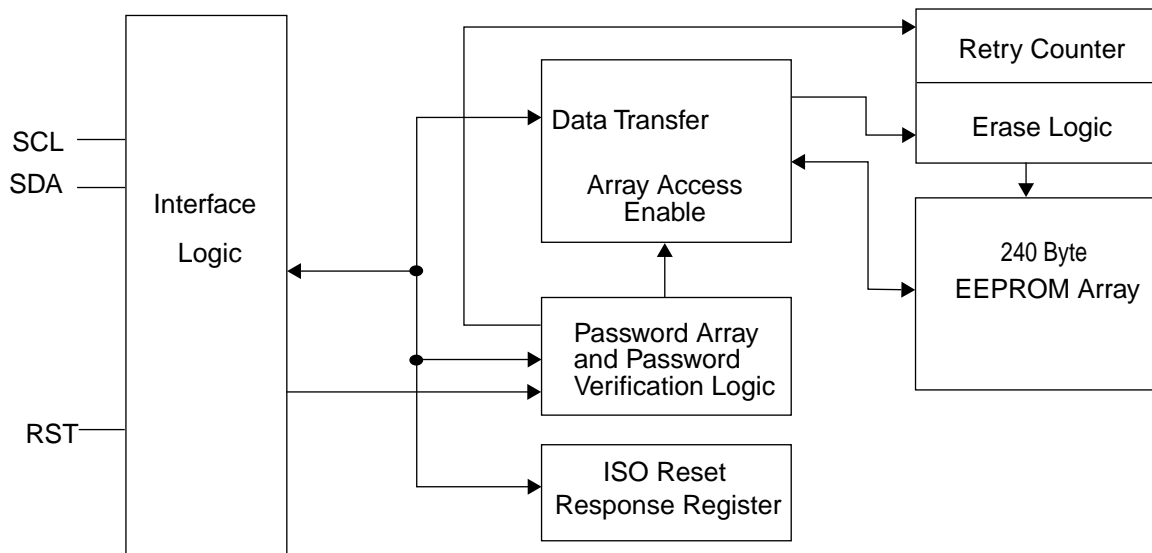 SCL
SDA
RST
Interface
Logic
Data Transfer
Array Access
Enable
Password Array
and Password
Verification Logic
ISO Reset
Response Register
Retry Counter
Erase Logic
240 Byte
EEPROM Array